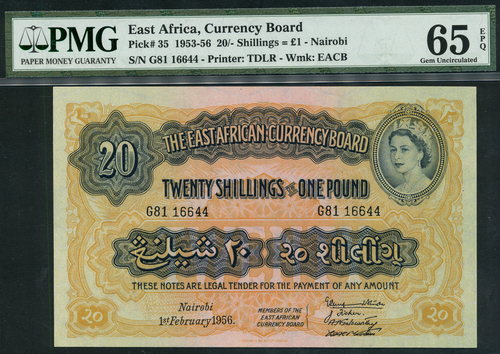 PMG
PAPER MONEY GUARANTY
East Africa, Currency Board
Pick# 35 1953-56 20/- Shillings = £1 - Nairobi
S/N G81 16644 - Printer: TDLR - Wmk: EACB
65 EPQ
Gem Uncirculated
THE EAST AFRICAN CURRENCY BOARD
20
TWENTY SHILLINGS OR ONE POUND
G81 16644 G81 16644
٢٠ شيلينڠ
૨૦ શીલીંગ
THESE NOTES ARE LEGAL TENDER FOR THE PAYMENT OF ANY AMOUNT
Nairobi
1st February 1956.
MEMBERS OF THE
EAST AFRICAN
CURRENCY BOARD
૨૦ ૨૦